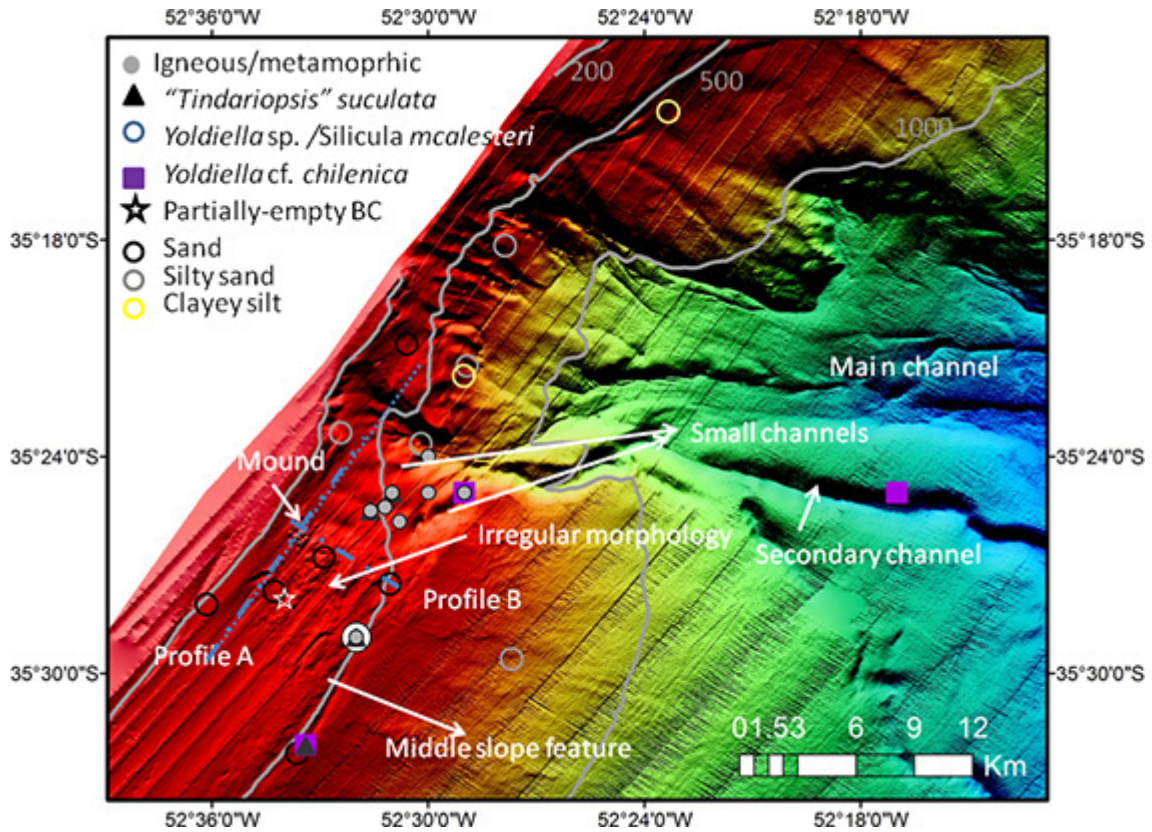 52°36'0"W 52°30'0"W 52°24'0"W 52°18'0"W
Igneous/metamoprhic
"Tindariopsis" suculata
Yoldiella sp. /Silicula mcalesteri
Yoldiella cf. chilenica
Partially-empty BC
Sand
Silty sand
Clayey silt
200
500
1000
35°18'0"S 35°18'0"S
Main channel
Small channels
35°24'0"S 35°24'0"S
Mound
Irregular morphology
Secondary channel
Profile B
Profile A
35°30'0"S 35°30'0"S
Middle slope feature
01.53 6 9 12
Km
52°36'0"W 52°30'0"W 52°24'0"W 52°18'0"W